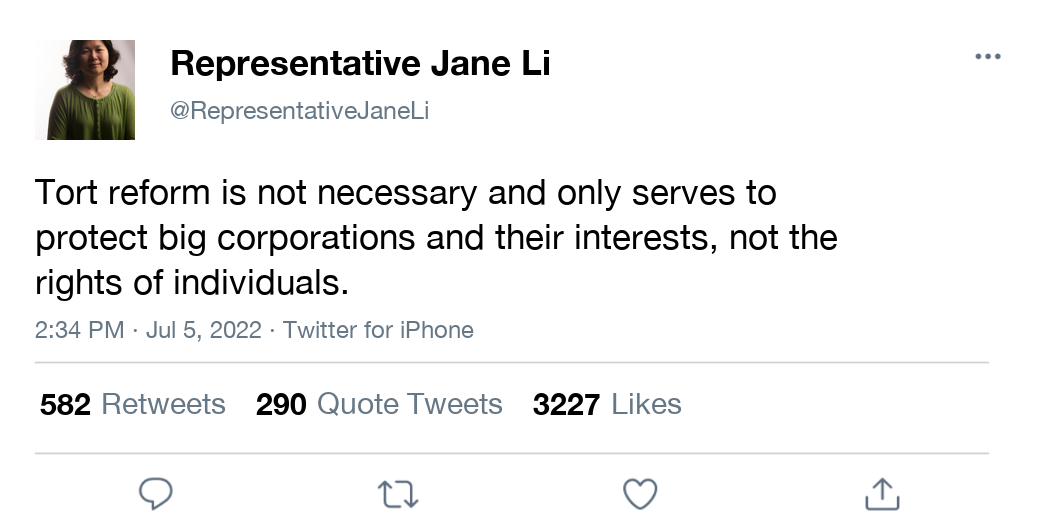 Representative Jane Li
@RepresentativeJaneLi
Tort reform is not necessary and only serves to
protect big corporations and their interests, not the
rights of individuals.
2:34 PM · Jul 5, 2022 · Twitter for iPhone
582 Retweets 290 Quote Tweets 3227 Likes